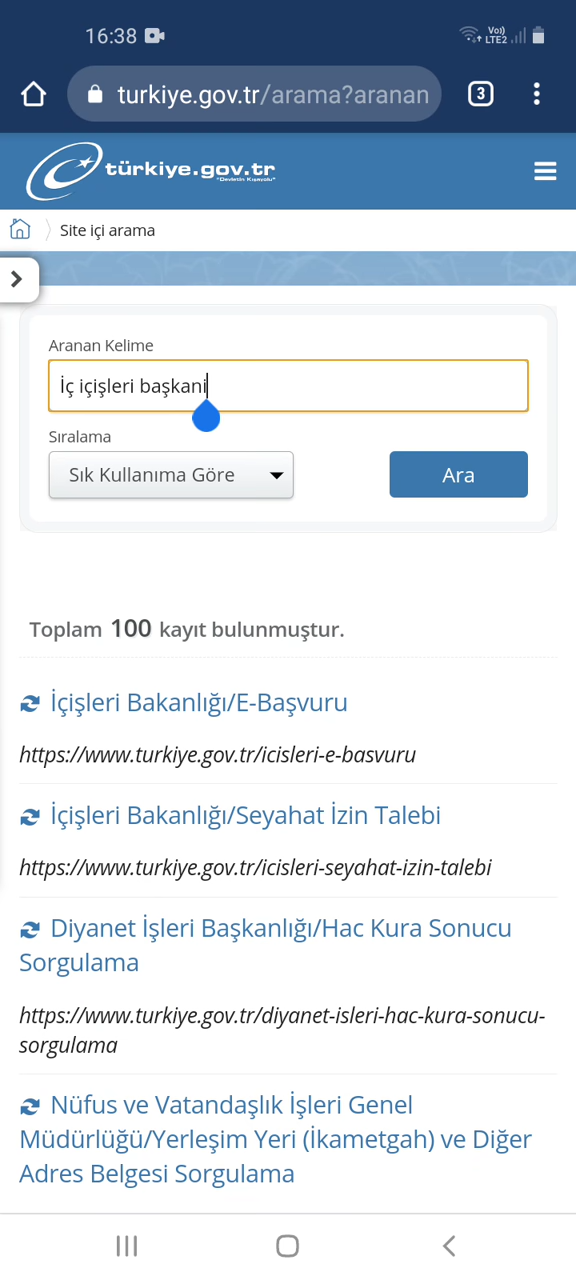 16:38
Vo))
LTE2
turkiye.gov.tr/arama?aranan
3
türkiye.gov.tr
"Devletin Kısayolu"
Site içi arama
Aranan Kelime
İç içişleri başkani
Sıralama
Sık Kullanıma Göre
Ara
Toplam 100 kayıt bulunmuştur.
İçişleri Bakanlığı/E-Başvuru
https://www.turkiye.gov.tr/icisleri-e-basvuru
İçişleri Bakanlığı/Seyahat İzin Talebi
https://www.turkiye.gov.tr/icisleri-seyahat-izin-talebi
Diyanet İşleri Başkanlığı/Hac Kura Sonucu
Sorgulama
https://www.turkiye.gov.tr/diyanet-isleri-hac-kura-sonucu-
sorgulama
Nüfus ve Vatandaşlık İşleri Genel
Müdürlüğü/Yerleşim Yeri (İkametgah) ve Diğer
Adres Belgesi Sorgulama